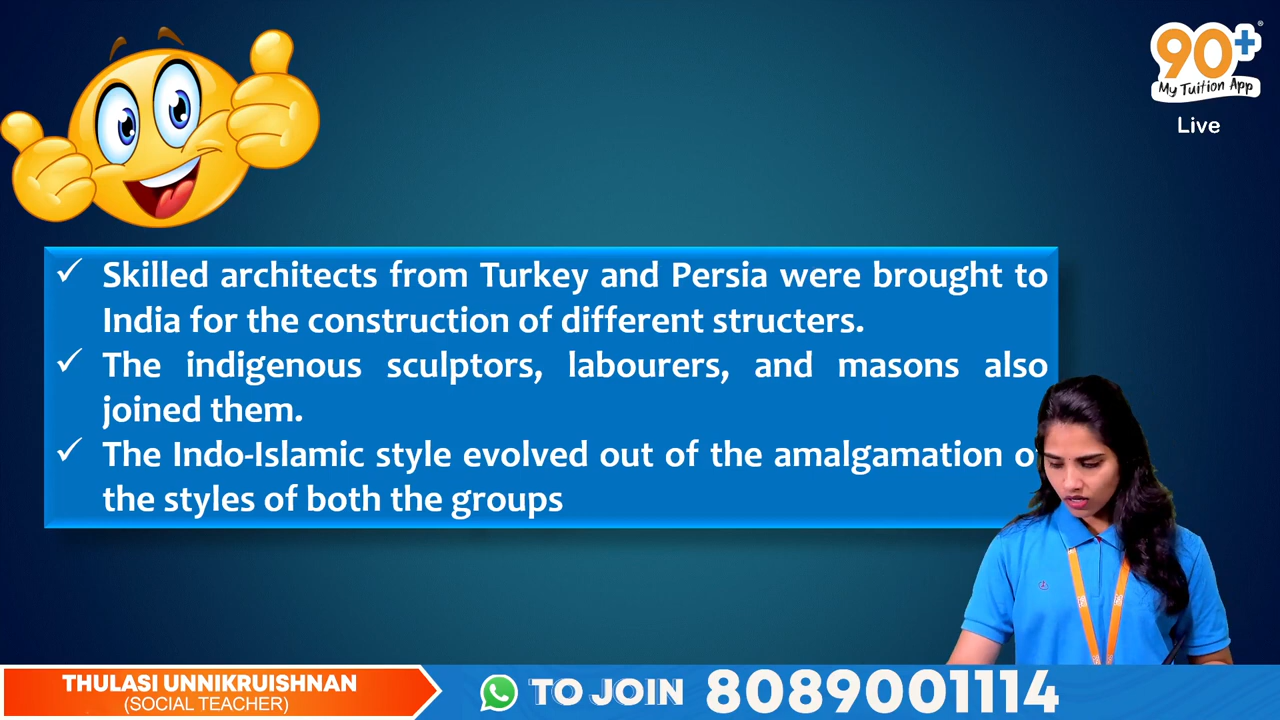 90+
My Tuition App
Live
✓ Skilled architects from Turkey and Persia were brought to
India for the construction of different structers.
✓ The indigenous sculptors, labourers, and masons also
joined them.
✓ The Indo-Islamic style evolved out of the amalgamation o
the styles of both the groups
THULASI UNNIKRUISHNAN
(SOCIAL TEACHER)
TO JOIN 8089001114